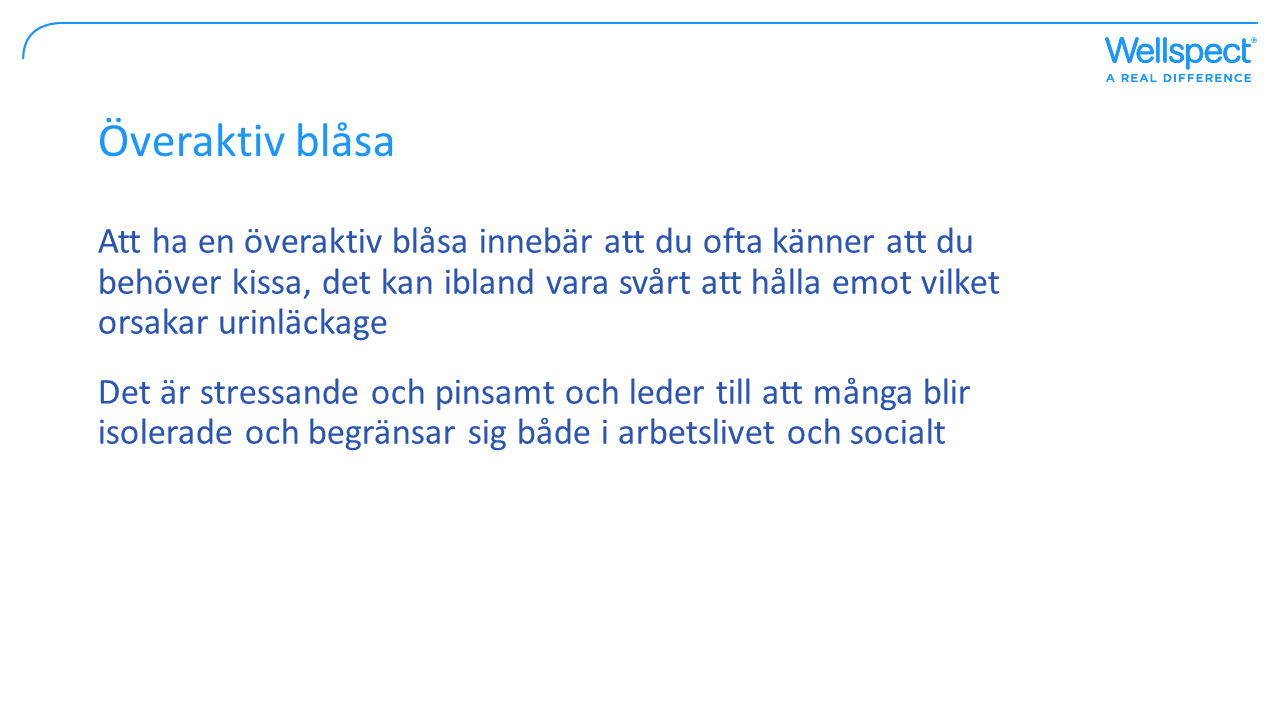 Wellspect®
A REAL DIFFERENCE
Överaktiv blåsa
Att ha en överaktiv blåsa innebär att du ofta känner att du
behöver kissa, det kan ibland vara svårt att hålla emot vilket
orsakar urinläckage
Det är stressande och pinsamt och leder till att många blir
isolerade och begränsar sig både i arbetslivet och socialt